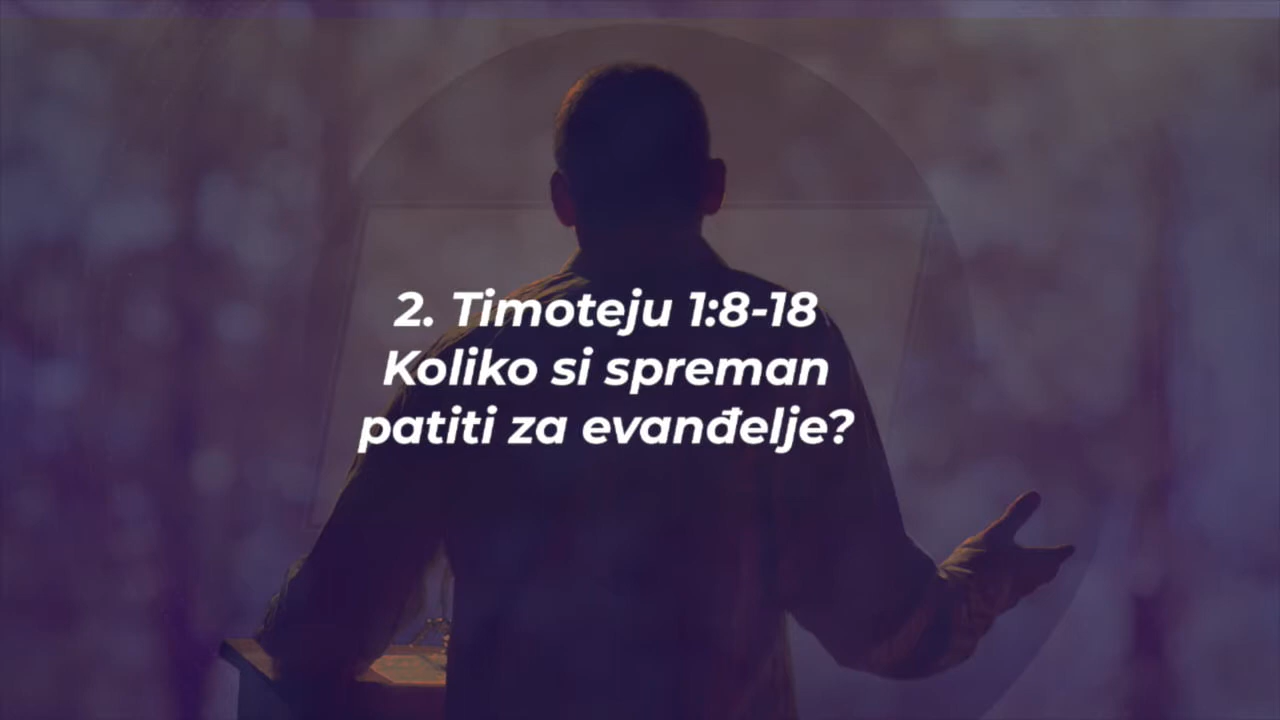 2. Timoteju 1:8-18
Koliko si spreman
patiti za evanđelje?